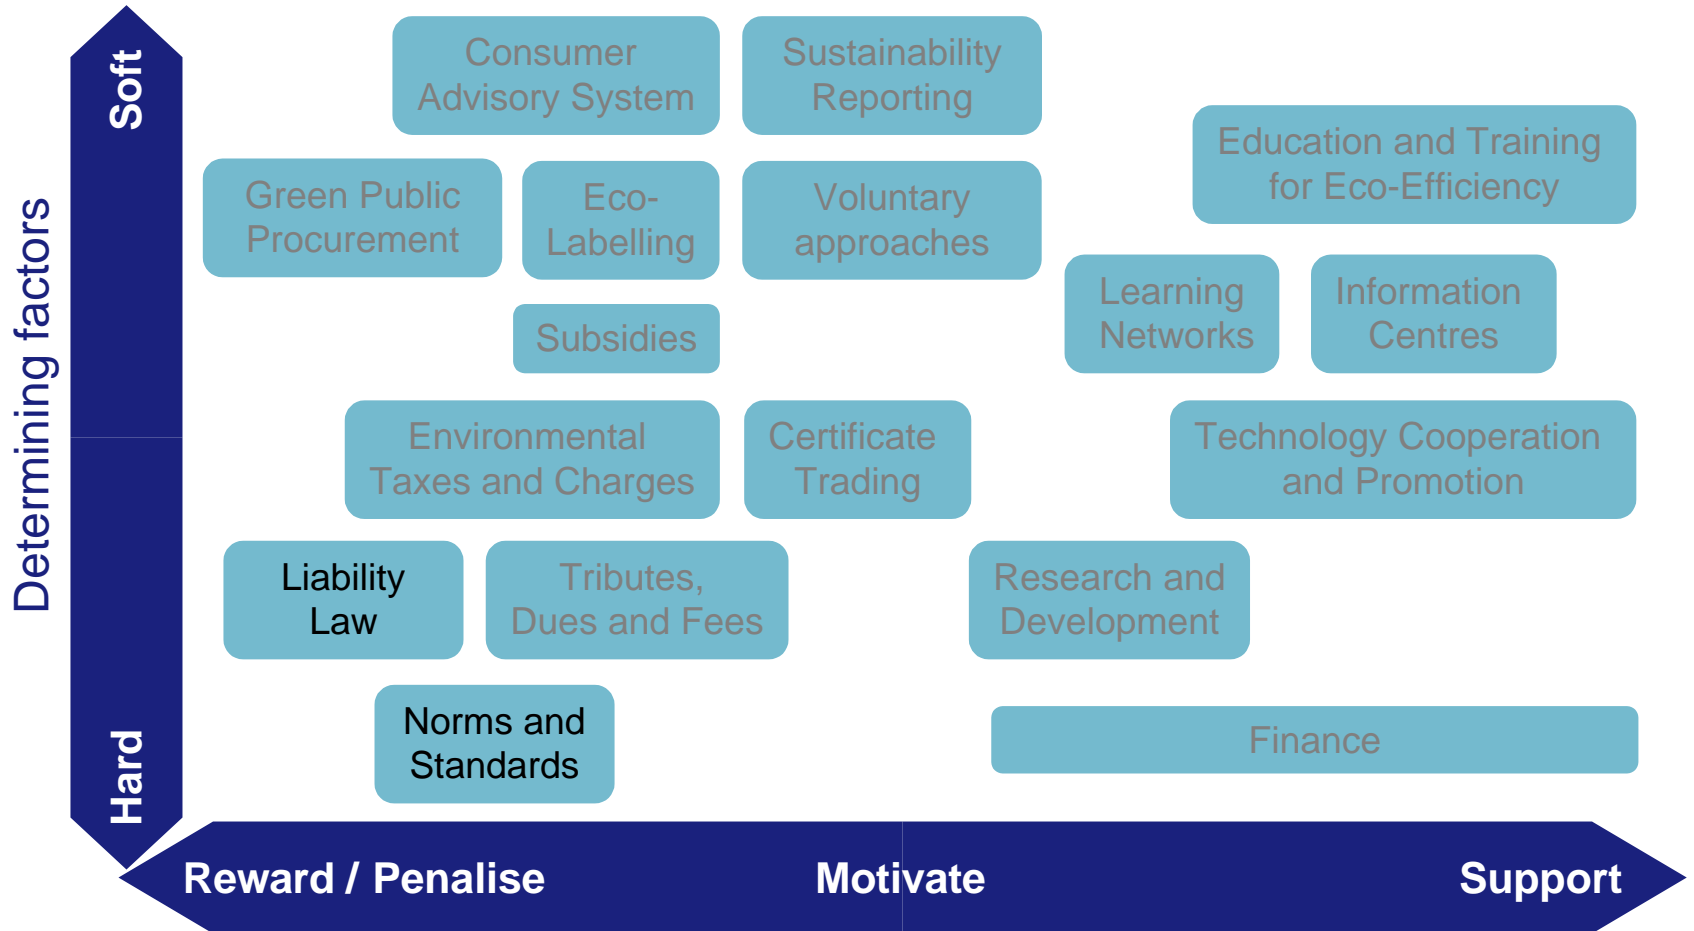 Soft
Determining factors
Hard
Consumer
Advisory System
Sustainability
Reporting
Education and Training
for Eco-Efficiency
Green Public
Procurement
Eco-
Labelling
Voluntary
approaches
Learning
Networks
Information
Centres
Subsidies
Environmental
Taxes and Charges
Certificate
Trading
Technology Cooperation
and Promotion
Liability
Law
Tributes,
Dues and Fees
Research and
Development
Norms and
Standards
Finance
Reward / Penalise
Motivate
Support